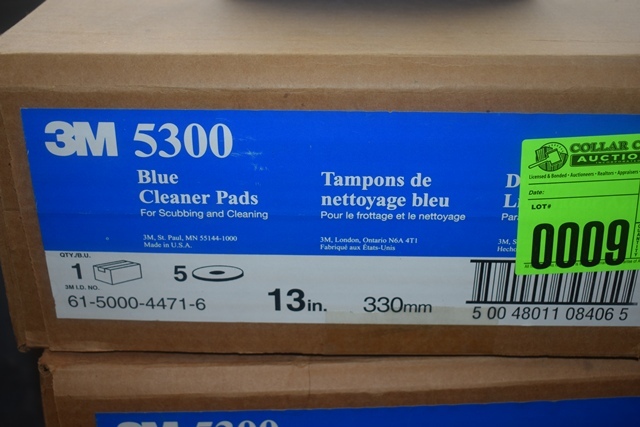 3M 5300
Blue
Cleaner Pads
For Scubbing and Cleaning
3M, St. Paul, MN 55144-1000
Made in U.S.A.
Tampons de
nettoyage bleu
Pour le frottage et le nettoyage
3M, London, Ontario N6A 4T1
Fabriqué aux États-Unis
COLLAR
AUCTIO
Licensed & Bonded • Auctioneers • Realtors • Appraisers
Date:
LOT#
0009
QTY./B.U.
1
5
3M I.D. NO.
61-5000-4471-6
13in.
330mm
5 00 48011 08406 5
3M 5300